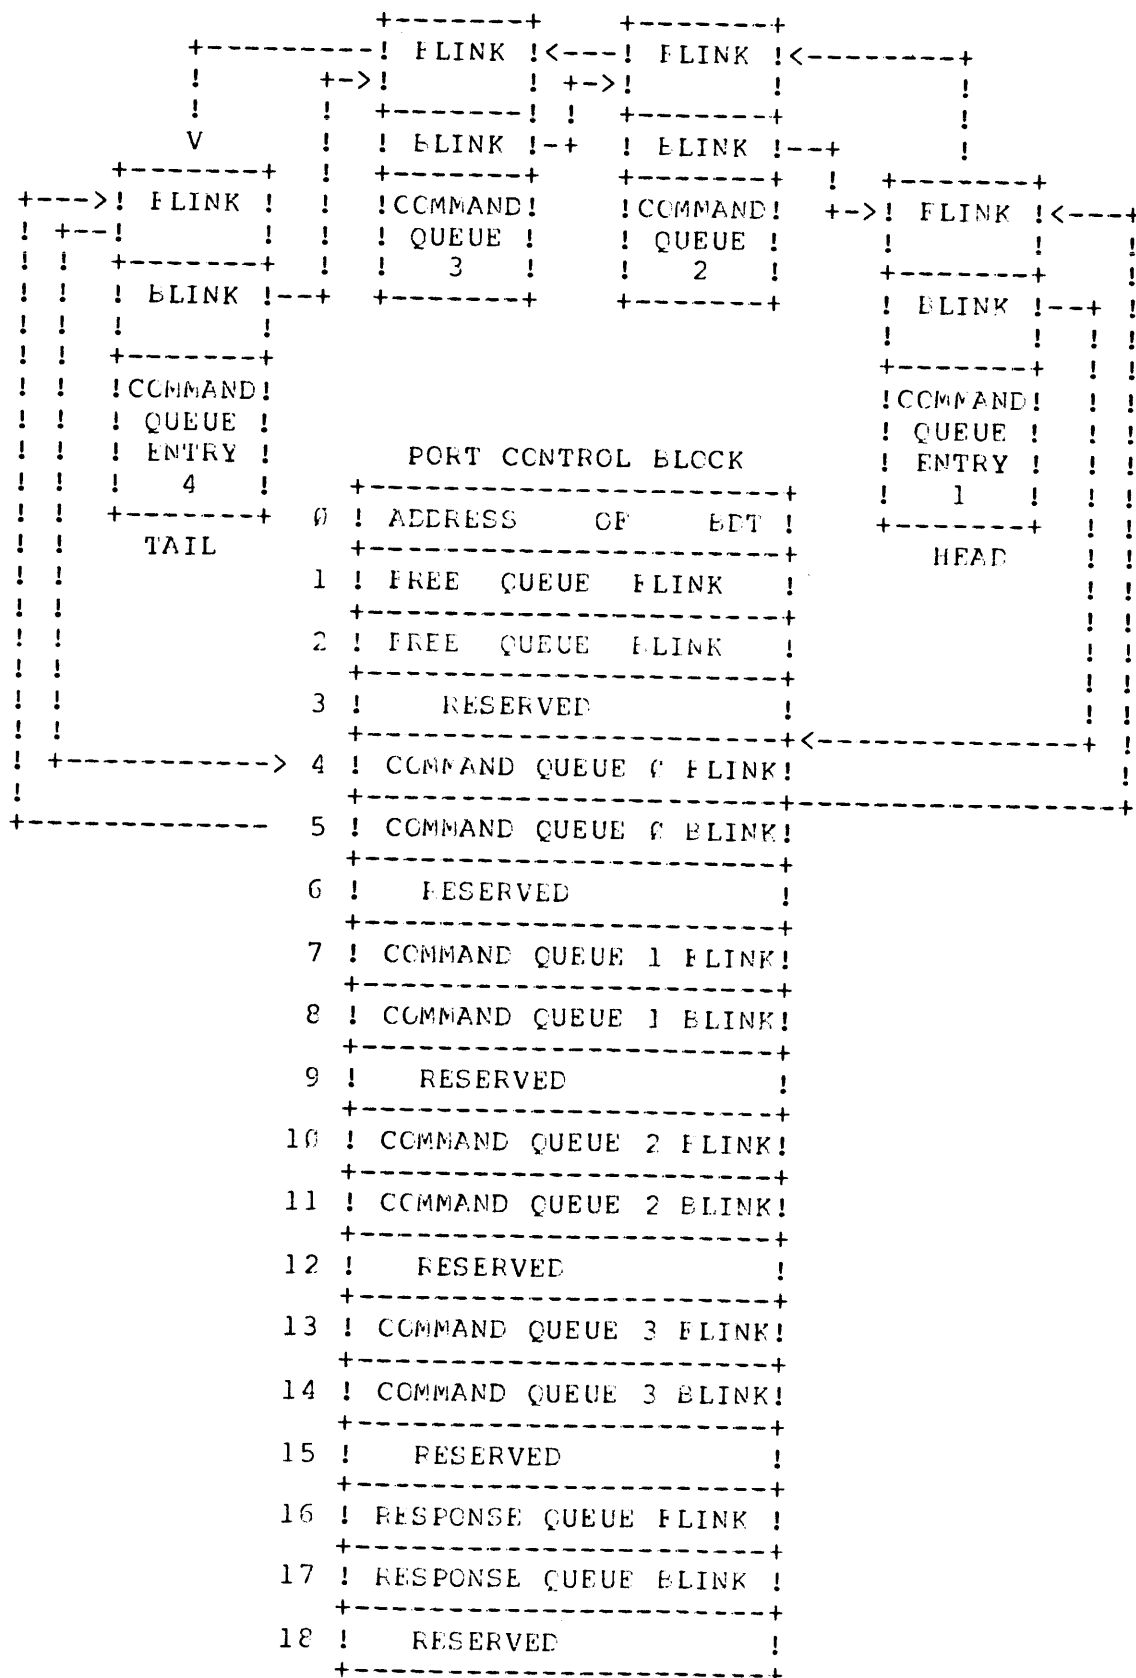 FLINK FLINK
BLINK BLINK
FLINK COMMAND COMMAND FLINK
QUEUE QUEUE
3 2
BLINK BLINK
COMMAND COMMAND
QUEUE QUEUE
ENTRY ENTRY
4 1
TAIL HEAD
PORT CONTROL BLOCK
0 ! ADDRESS OF BDT !
1 ! FREE QUEUE FLINK !
2 ! FREE QUEUE BLINK !
3 ! RESERVED !
4 ! COMMAND QUEUE 0 FLINK!
5 ! COMMAND QUEUE 0 BLINK!
6 ! RESERVED !
7 ! COMMAND QUEUE 1 FLINK!
8 ! COMMAND QUEUE 1 BLINK!
9 ! RESERVED !
10 ! COMMAND QUEUE 2 FLINK!
11 ! COMMAND QUEUE 2 BLINK!
12 ! RESERVED !
13 ! COMMAND QUEUE 3 FLINK!
14 ! COMMAND QUEUE 3 BLINK!
15 ! RESERVED !
16 ! RESPONSE QUEUE FLINK !
17 ! RESPONSE QUEUE BLINK !
18 ! RESERVED !